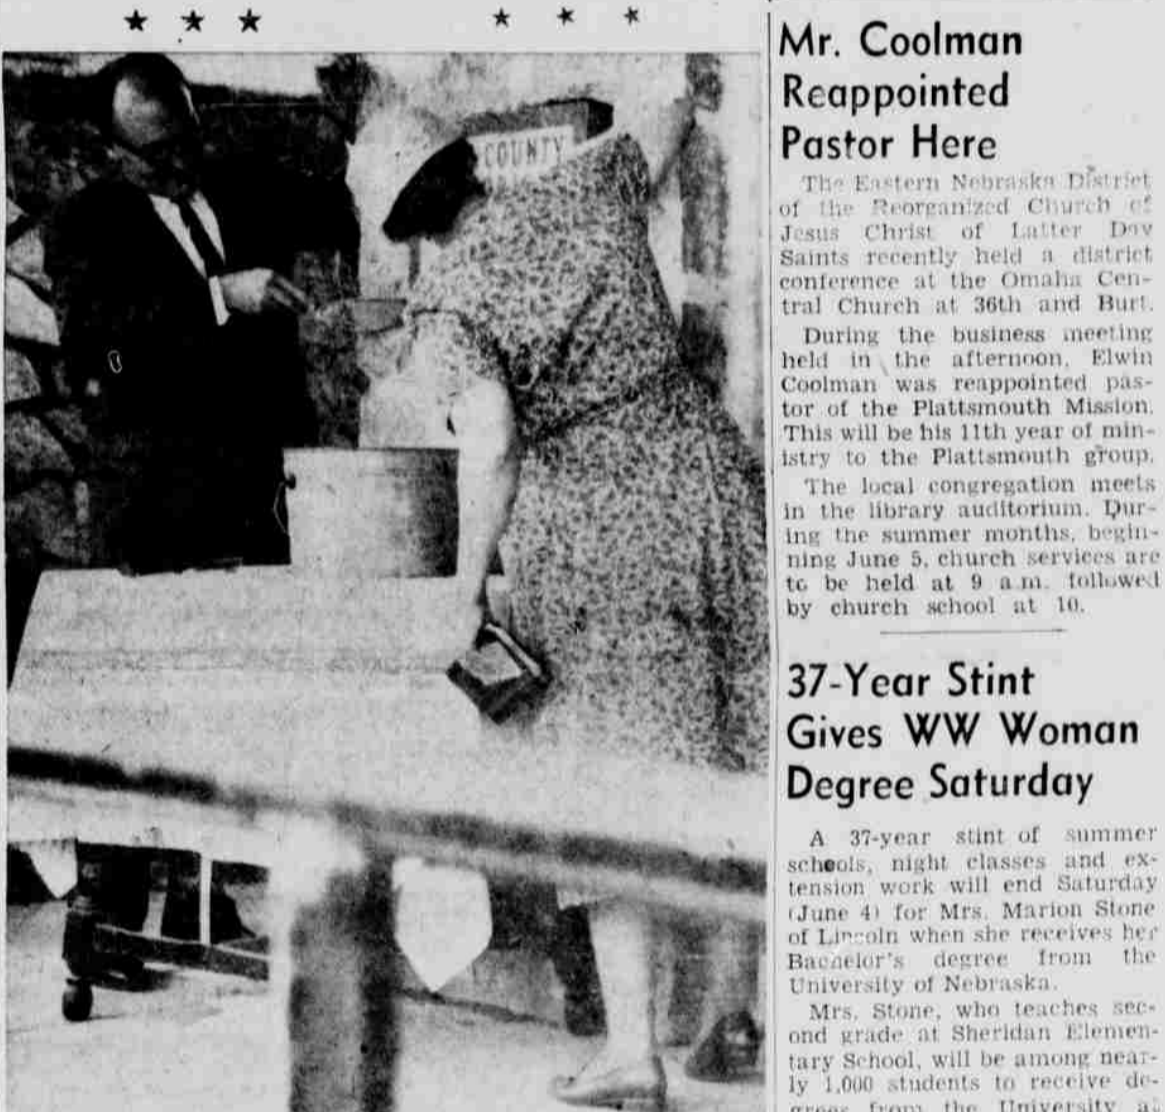 COUNTY
Mr. Coolman
Reappointed
Pastor Here
The Eastern Nebraska District
of the Reorganized Church of
Jesus Christ of Latter Day
Saints recently held a district
conference at the Omaha Cen-
tral Church at 36th and Burt.
During the business meeting
held in the afternoon, Elwin
Coolman was reappointed pas-
tor of the Plattsmouth Mission.
This will be his 11th year of min-
istry to the Plattsmouth group.
The local congregation meets
in the library auditorium. Dur-
ing the summer months, begin-
ning June 5, church services are
to be held at 9 a.m. followed
by church school at 10.
37-Year Stint
Gives WW Woman
Degree Saturday
A 37-year stint of summer
schools, night classes and ex-
tension work will end Saturday
(June 4) for Mrs. Marion Stone
of Lincoln when she receives her
Bachelor's degree from the
University of Nebraska.
Mrs. Stone, who teaches sec-
ond grade at Sheridan Elemen-
tary School, will be among near-
ly 1,000 students to receive de-
grees from the University at